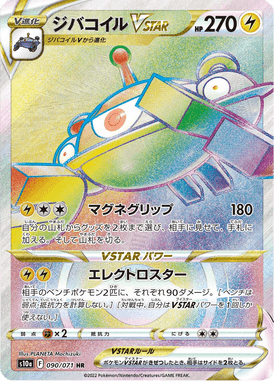 V進化
ジバコイル VSTAR HP 270
ジバコイルVから進化
マグネグリップ 180
自分の山札からグッズを2枚まで選び、相手に見せて、手札に
加える。そして山札を切る。
VSTARパワー
エレクトロスター
相手のベンチポケモン2匹に、それぞれ90ダメージ。[ベンチは
弱点・抵抗力を計算しない。][対戦中、自分はVSTARパワーを1回しか
使えない。]
弱点 ×2 抵抗力 にげる
Illus. PLANETA Mochizuki
VSTARルール
s10a F 090/071 HR
ポケモンVSTARがきぜつしたとき、相手はサイドを2枚とる。
©2022 Pokémon/Nintendo/Creatures/GAME FREAK.